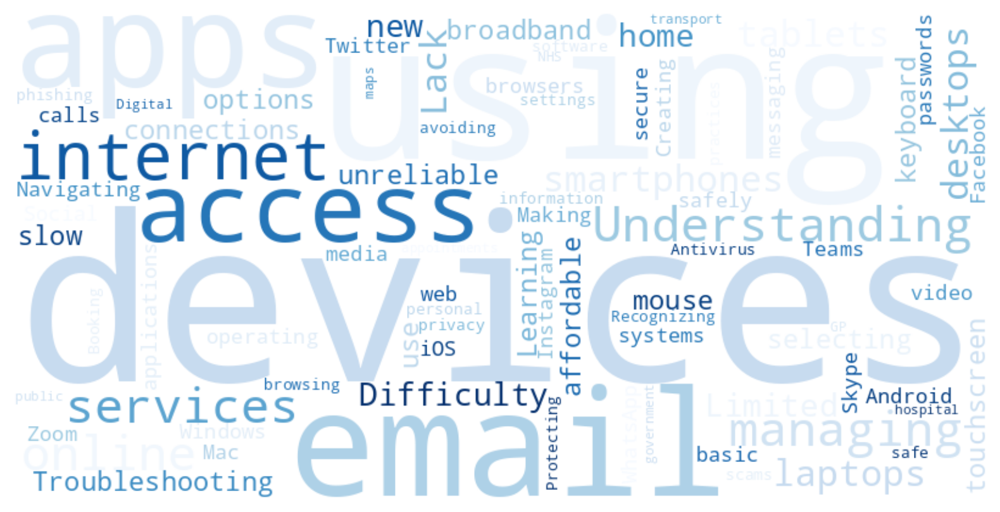 apps
using
new
Twitter
Lack
broadband
home
transport
tablets
software
NHS
passwords
desktops
keyboard
Facebook
maps
browsers
settings
secure
Creating
practices
messaging
phishing
Digital
options
calls
connections
avoiding
internet
unreliable
smartphones
Navigating
access
information
safely
Social
Making
Understanding
slow
devices
media
appointments
Learning
Instagram
affordable
Antivirus
Teams
applications
Booking
web
personal
privacy
use
iOS
mouse
Recognizing
systems
video
operating
selecting
GP
touchscreen
browsing
Difficulty
Skype
Android
hospital
public
services
email
Protecting
WhatsApp
government
Limited
managing
Zoom
Windows
online
Mac
basic
safe
Troubleshooting
scams
laptops